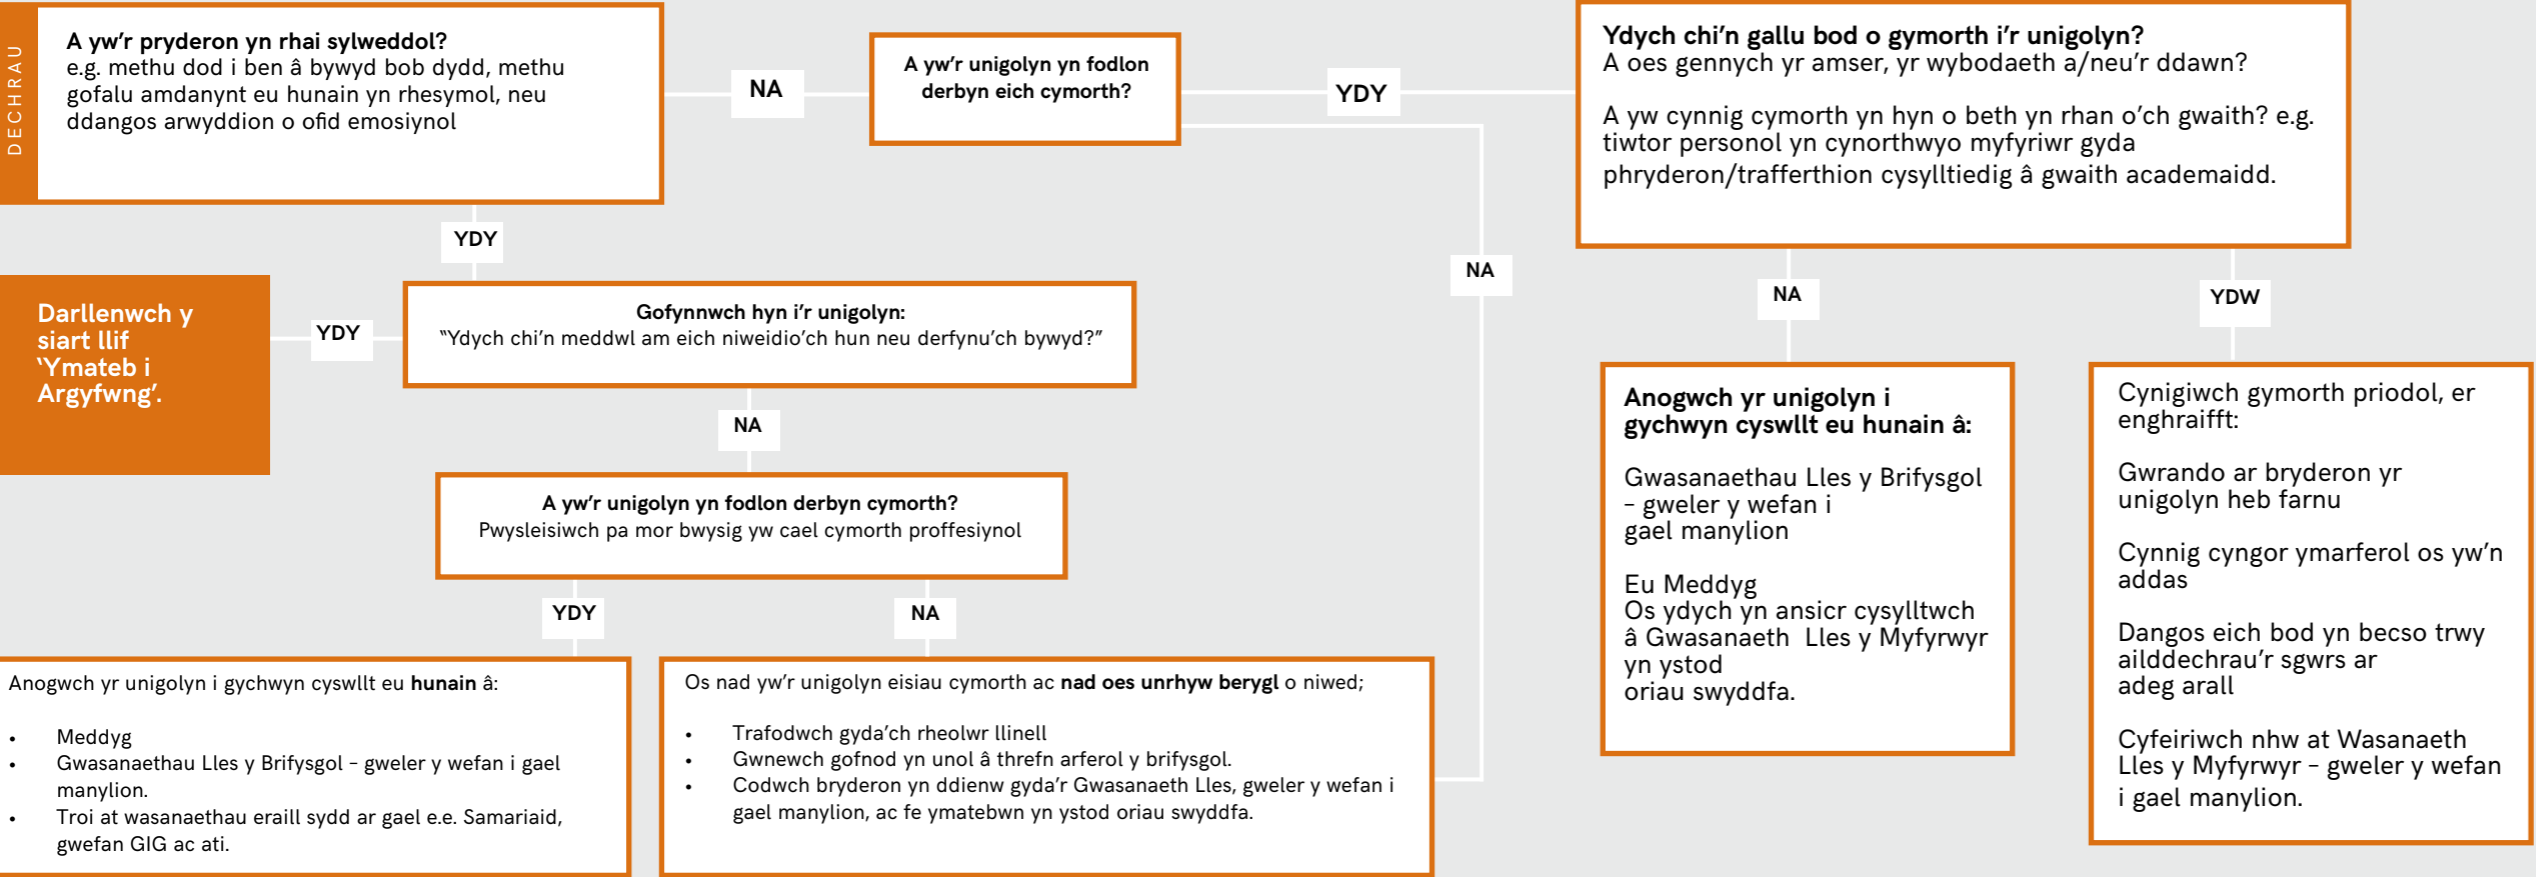 DECHRAU
A yw'r pryderon yn rhai sylweddol?
e.g. methu dod i ben â bywyd bob dydd, methu
gofalu amdanynt eu hunain yn rhesymol, neu
ddangos arwyddion o ofid emosiynol
NA
A yw'r unigolyn yn fodlon
derbyn eich cymorth?
YDY
Ydych chi'n gallu bod o gymorth i'r unigolyn?
A oes gennych yr amser, yr wybodaeth a/neu'r ddawn?
A yw cynnig cymorth yn hyn o beth yn rhan o'ch gwaith? e.g.
tiwtor personol yn cynorthwyo myfyriwr gyda
phryderon/trafferthion cysylltiedig â gwaith academaidd.
YDY
NA
NA
YDW
Darllenwch y
siart llif
'Ymateb i
Argyfwng'.
YDY
Gofynnwch hyn i'r unigolyn:
"Ydych chi'n meddwl am eich niweidio'ch hun neu derfynu'ch bywyd?"
NA
A yw'r unigolyn yn fodlon derbyn cymorth?
Pwysleisiwch pa mor bwysig yw cael cymorth proffesiynol
YDY
NA
Anogwch yr unigolyn i gychwyn cyswllt eu hunain â:
• Meddyg
• Gwasanaethau Lles y Brifysgol – gweler y wefan i gael
manylion.
• Troi at wasanaethau eraill sydd ar gael e.e. Samariaid,
gwefan GIG ac ati.
Os nad yw'r unigolyn eisiau cymorth ac nad oes unrhyw berygl o niwed;
• Trafodwch gyda'ch rheolwr llinell
• Gwnewch gofnod yn unol â threfn arferol y brifysgol.
• Codwch bryderon yn ddienw gyda'r Gwasanaeth Lles, gweler y wefan i
gael manylion, ac fe ymatebwn yn ystod oriau swyddfa.
Anogwch yr unigolyn i
gychwyn cyswllt eu hunain â:
Gwasanaethau Lles y Brifysgol
– gweler y wefan i
gael manylion
Eu Meddyg
Os ydych yn ansicr cysylltwch
â Gwasanaeth Lles y Myfyrwyr
yn ystod
oriau swyddfa.
Cynigiwch gymorth priodol, er
enghraifft:
Gwrando ar bryderon yr
unigolyn heb farnu
Cynnig cyngor ymarferol os yw'n
addas
Dangos eich bod yn becso trwy
ailddechrau'r sgwrs ar
adeg arall
Cyfeiriwch nhw at Wasanaeth
Lles y Myfyrwyr – gweler y wefan
i gael manylion.